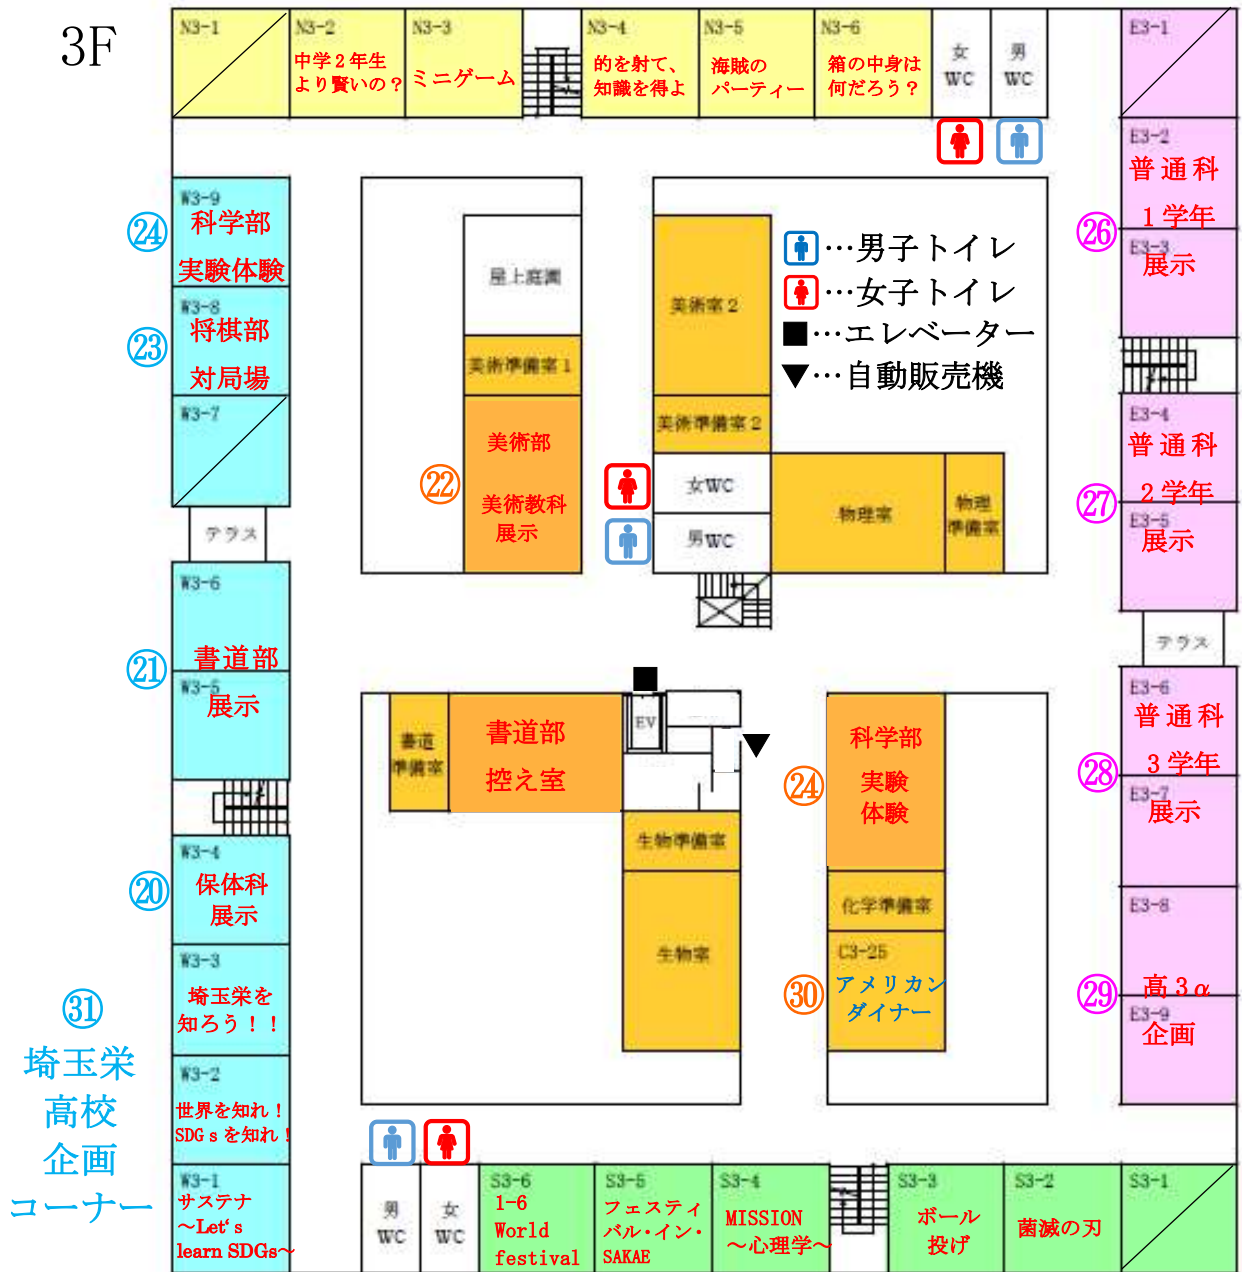 3F
N3-1
N3-2
中学2年生
より賢いの？
N3-3
ミニゲーム
N3-4
的を射て、
知識を得よ
N3-5
海賊の
パーティー
N3-6
箱の中身は
何だろう？
女
WC
男
WC
E3-1
E3-2
普通科
1学年
E3-3
展示
㉖
W3-9
科学部
実験体験
㉔
W3-8
将棋部
対局場
㉓
W3-7
テラス
屋上庭園
美術準備室1
美術部
美術教科
展示
㉒
美術室2
美術準備室2
女WC
男WC
物理室
物理
準備室
…男子トイレ
…女子トイレ
■…エレベーター
▼…自動販売機
E3-4
普通科
2学年
E3-5
展示
㉗
テラス
W3-6
書道部
W3-5
展示
㉑
書道
準備室
書道部
控え室
■
EV
▼
生物準備室
生物室
科学部
実験
体験
㉔
化学準備室
C3-25
アメリカン
ダイナー
㉚
E3-6
普通科
3学年
E3-7
展示
㉘
E3-8
高3α
E3-9
企画
㉙
W3-4
保体科
展示
⑳
W3-3
埼玉栄を
知ろう！！
W3-2
世界を知れ！
SDGsを知れ！
W3-1
サステナ
～Let's
learn SDGs～
㉛
埼玉栄
高校
企画
コーナー
男
WC
女
WC
S3-6
1-6
World
festival
S3-5
フェスティ
バル・イン・
SAKAE
S3-4
MISSION
～心理学～
S3-3
ボール
投げ
S3-2
菌滅の刃
S3-1